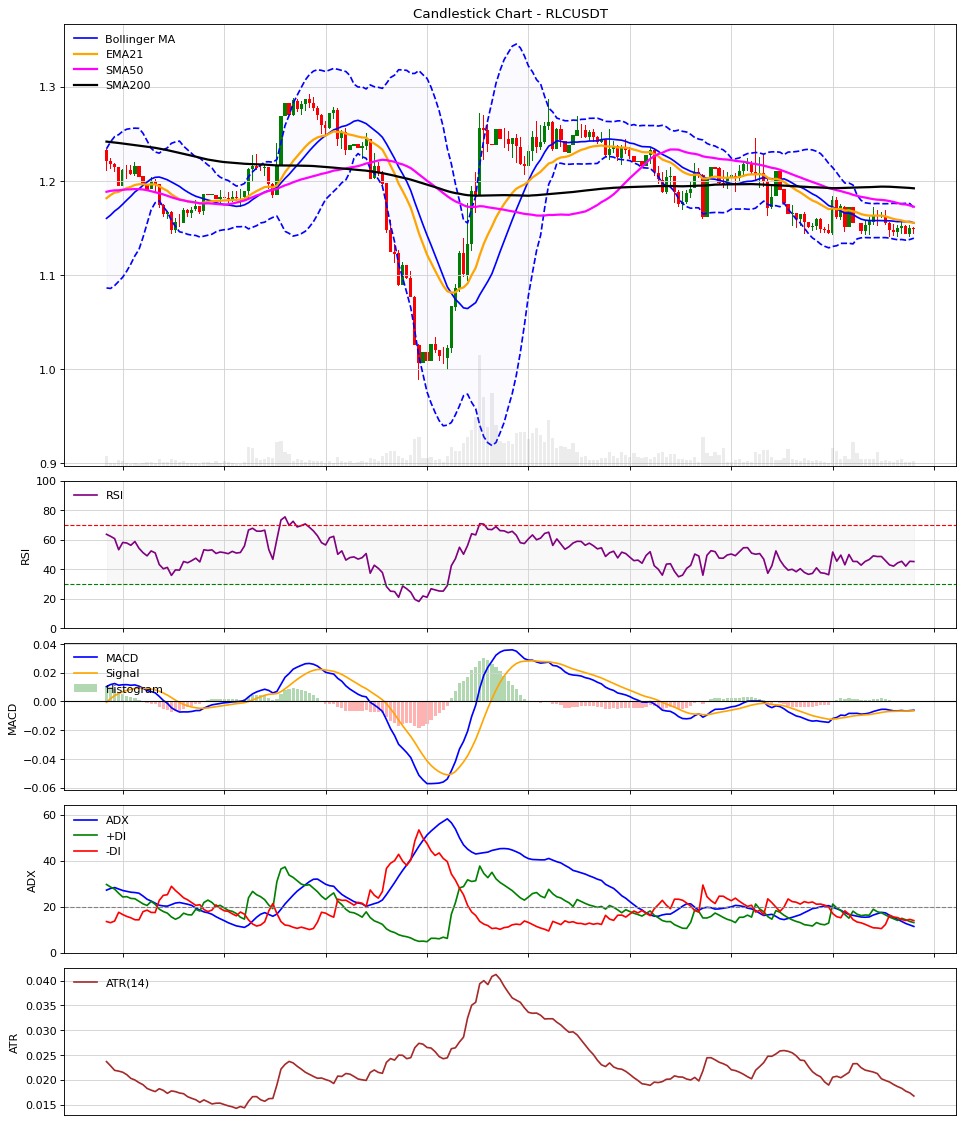 Candlestick Chart - RLCUSDT
Bollinger MA
EMA21
SMA50
SMA200
1.3
1.2
1.1
1.0
0.9
100
80
60
40
20
0
RSI
RSI
0.04
0.02
0.00
−0.02
−0.04
−0.06
MACD
MACD
Signal
Histogram
60
40
20
0
ADX
ADX
+DI
-DI
0.040
0.035
0.030
0.025
0.020
0.015
ATR
ATR(14)